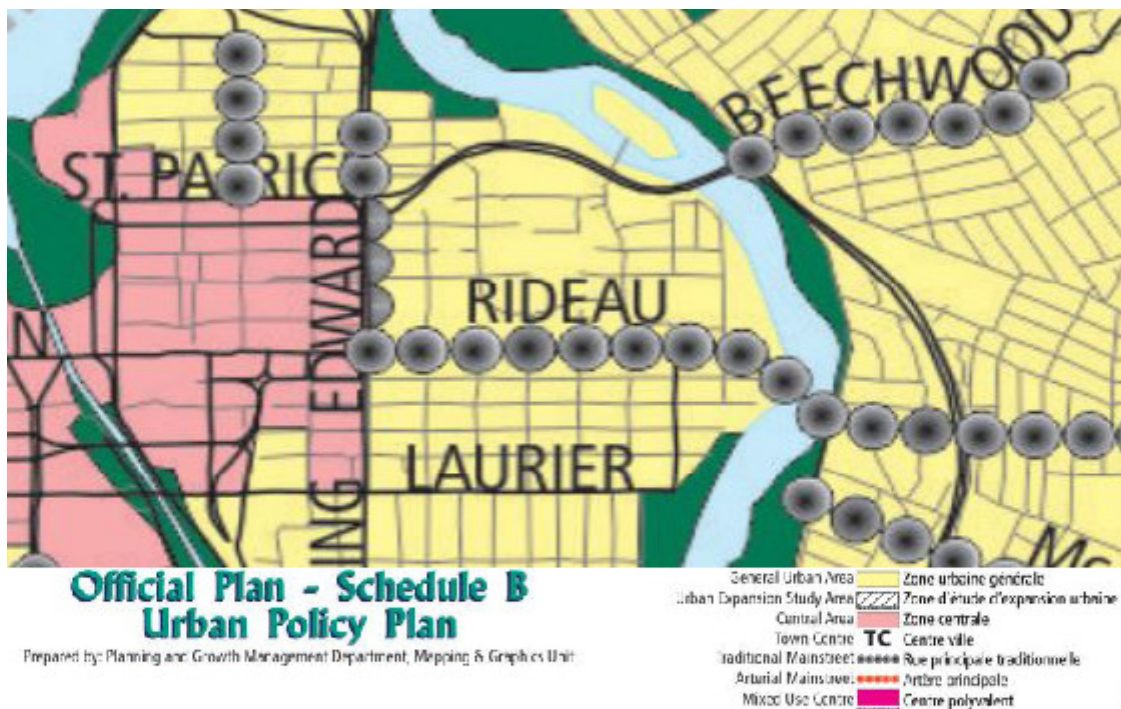 BEECHWOOD
ST. PATRIC
RIDEAU
EDWARD
N
LAURIER
ING
Mc
Official Plan - Schedule B
Urban Policy Plan
Prepared by: Planning and Growth Management Department, Mapping & Graphics Unit
General Urban Area Zone urbaine générale
Urban Expansion Study Area Zone d'étude d'expansion urbaine
Central Area Zone centrale
Town Centre TC Centre ville
Traditional Mainstreet Rue principale traditionnelle
Arterial Mainstreet Artère principale
Mixed Use Centre Centre polyvalent